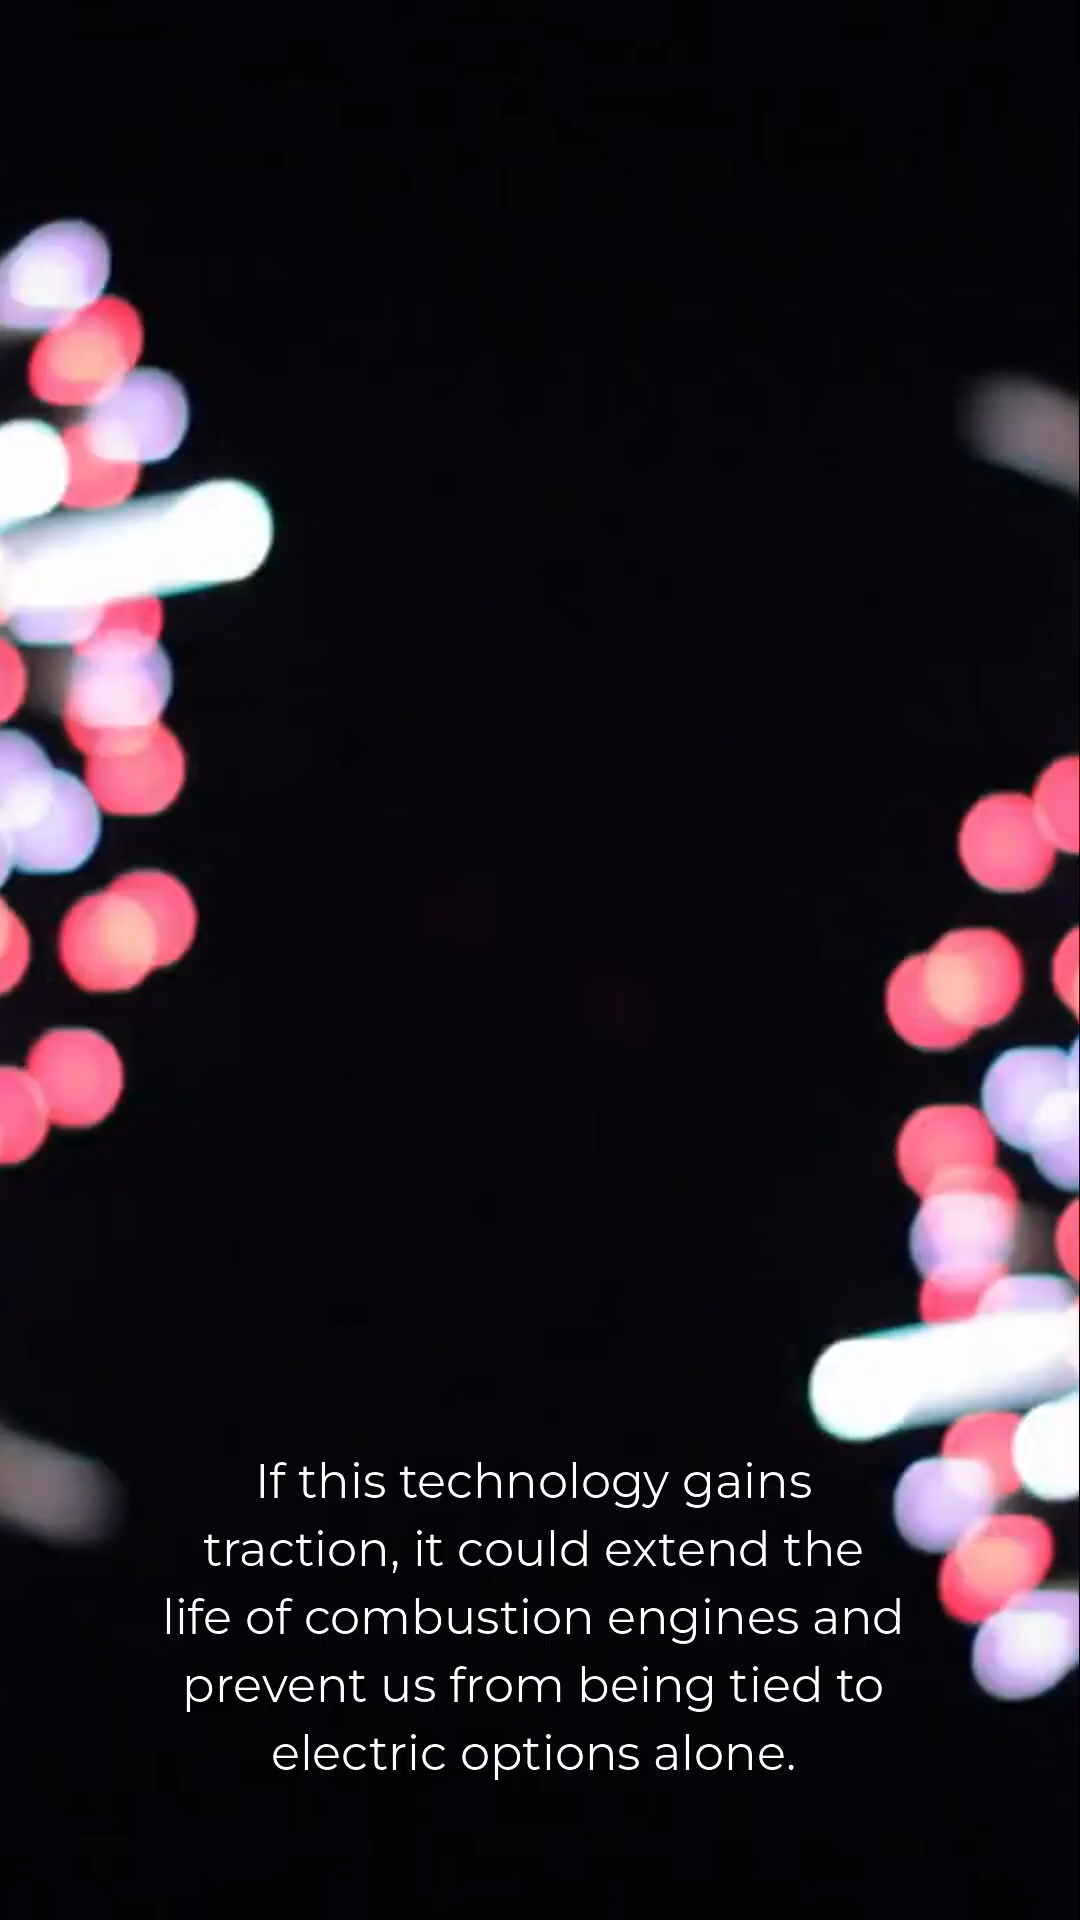 If this technology gains
traction, it could extend the
life of combustion engines and
prevent us from being tied to
electric options alone.